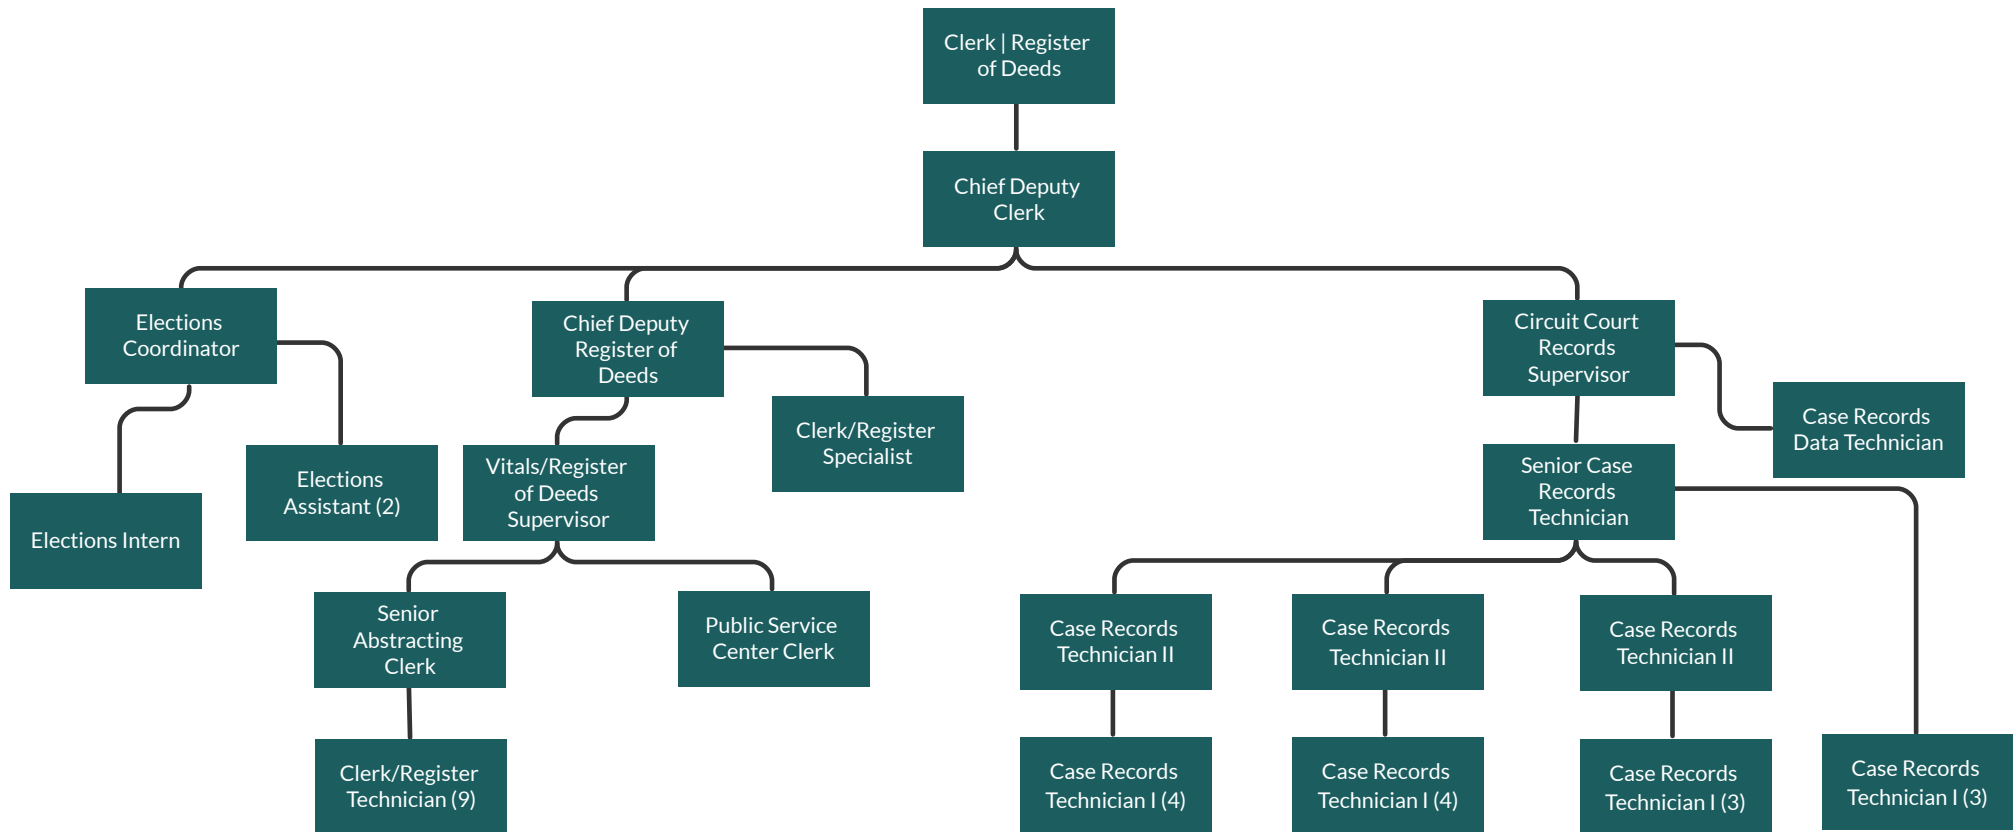 Clerk | Register
of Deeds
Chief Deputy
Clerk
Elections
Coordinator
Chief Deputy
Register of
Deeds
Circuit Court
Records
Supervisor
Clerk/Register
Specialist
Case Records
Data Technician
Elections Intern
Elections
Assistant (2)
Vitals/Register
of Deeds
Supervisor
Senior Case
Records
Technician
Senior
Abstracting
Clerk
Public Service
Center Clerk
Case Records
Technician II
Case Records
Technician II
Case Records
Technician II
Clerk/Register
Technician (9)
Case Records
Technician I (4)
Case Records
Technician I (4)
Case Records
Technician I (3)
Case Records
Technician I (3)